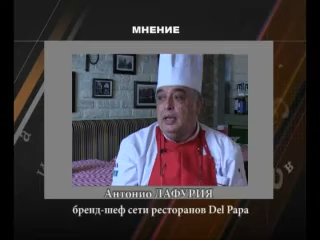 МНЕНИЕ
Антонио ЛАФУРИЯ
бренд-шеф сети ресторанов Del Papa